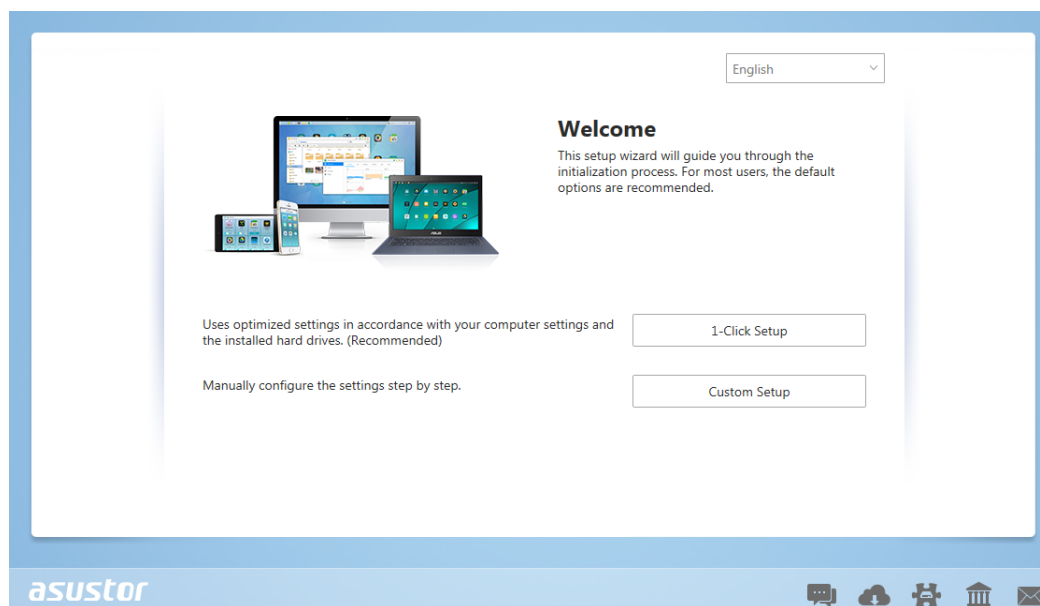 English
Welcome
This setup wizard will guide you through the
initialization process. For most users, the default
options are recommended.
Uses optimized settings in accordance with your computer settings and
the installed hard drives. (Recommended)
1-Click Setup
Manually configure the settings step by step.
Custom Setup
asustor